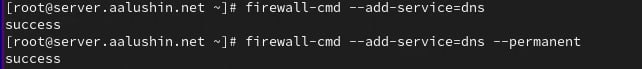 [root@server.aalushin.net ~]# firewall-cmd --add-service=dns
success
[root@server.aalushin.net ~]# firewall-cmd --add-service=dns --permanent
success